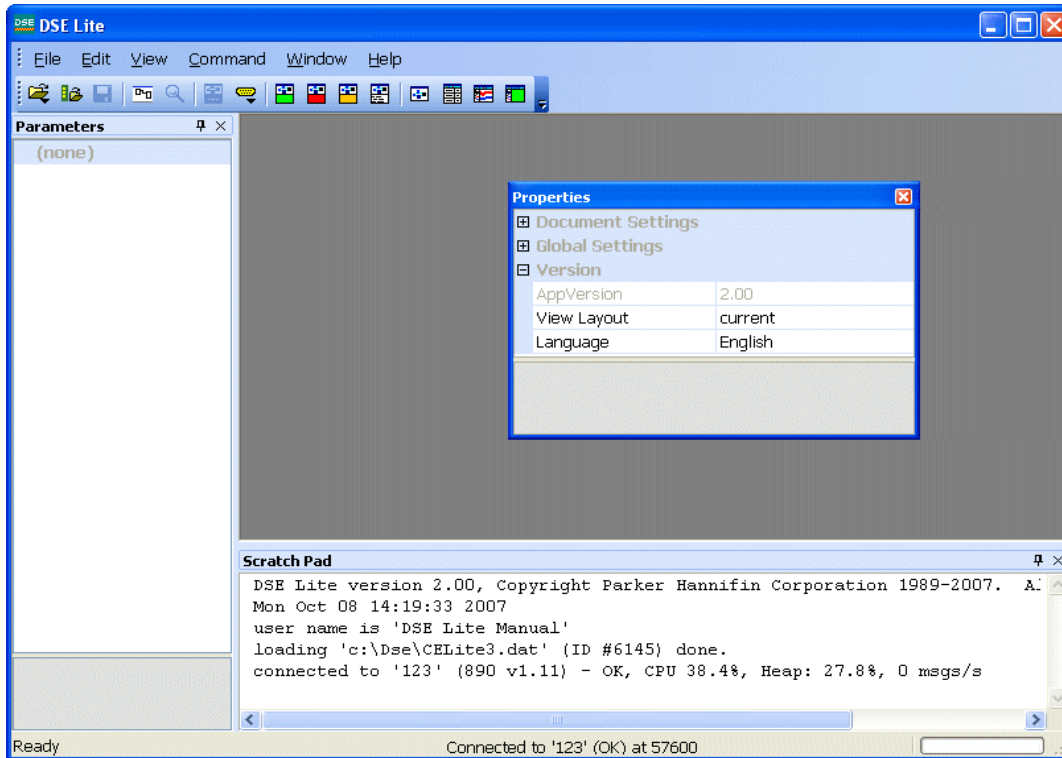 DSE DSE Lite
File Edit View Command Window Help
Parameters
(none)
Properties
Document Settings
Global Settings
Version
AppVersion 2.00
View Layout current
Language English
Scratch Pad
DSE Lite version 2.00, Copyright Parker Hannifin Corporation 1989-2007.
Mon Oct 08 14:19:33 2007
user name is 'DSE Lite Manual'
loading 'c:\Dse\CELite3.dat' (ID #6145) done.
connected to '123' (890 v1.11) - OK, CPU 38.4%, Heap: 27.8%, 0 msgs/s
Ready Connected to '123' (OK) at 57600